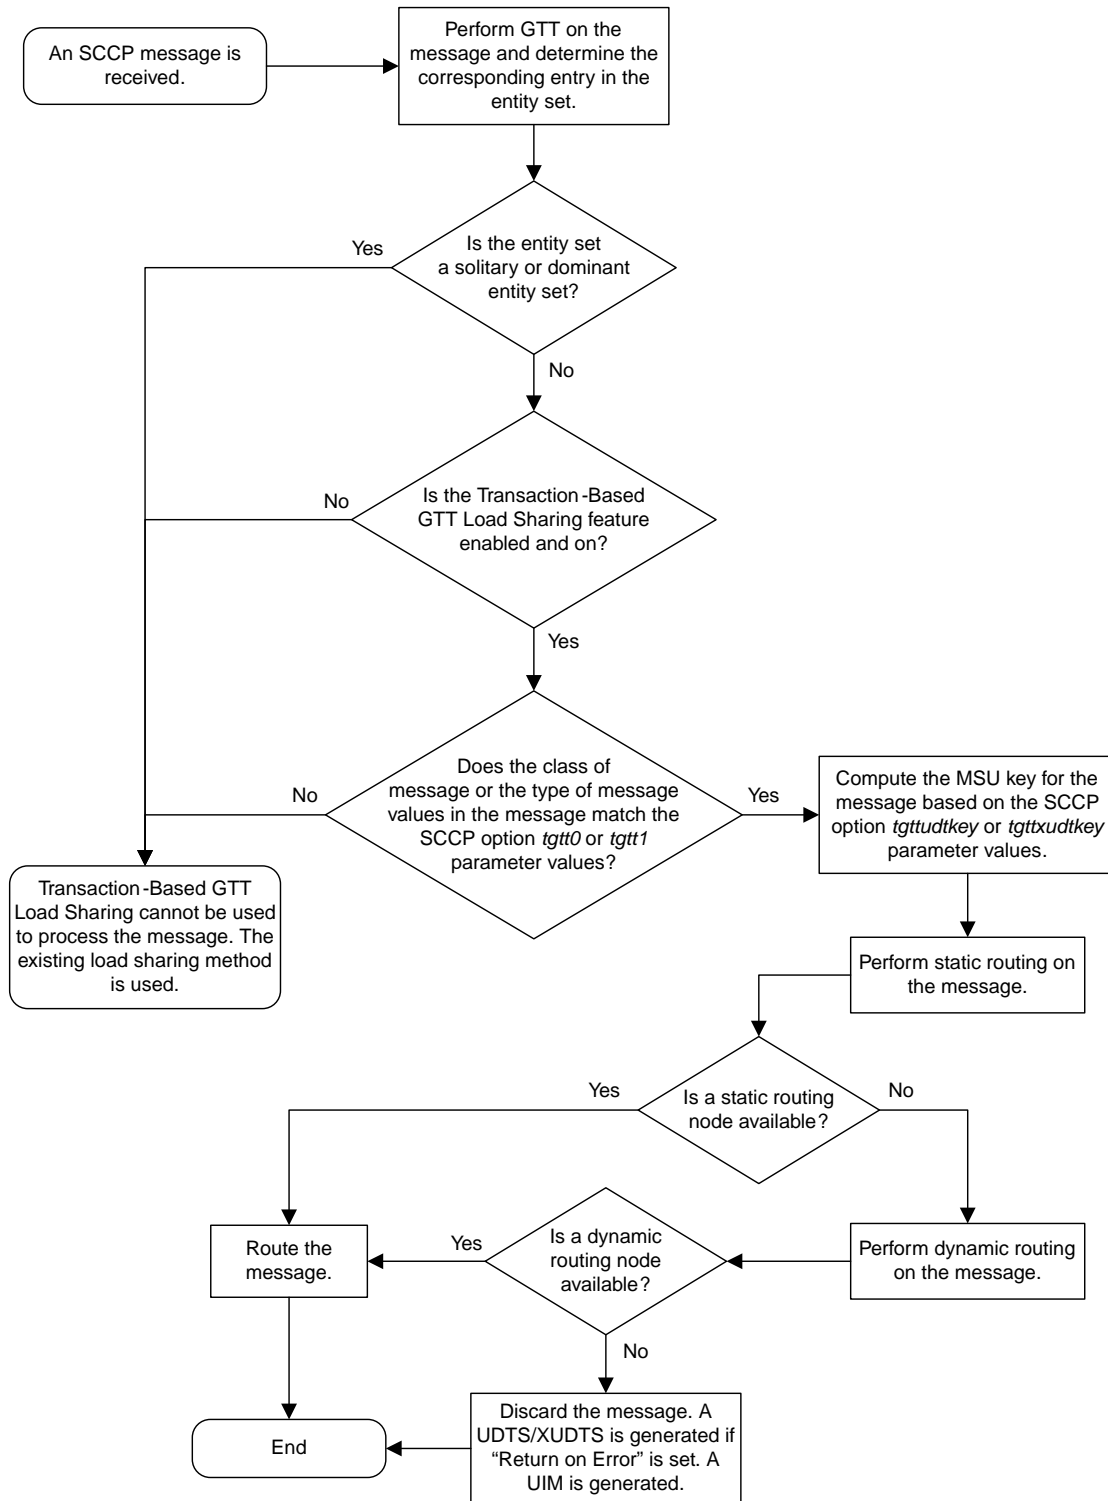 An SCCP message is
received.
Perform GTT on the
message and determine the
corresponding entry in the
entity set.
Yes
Is the entity set
a solitary or dominant
entity set?
No
No
Is the Transaction-Based
GTT Load Sharing feature
enabled and on?
Yes
No
Does the class of
message or the type of message
values in the message match the
SCCP option tgtt0 or tgtt1
parameter values?
Yes
Compute the MSU key for the
message based on the SCCP
option tgttudtkey or tgttxudtkey
parameter values.
Transaction-Based GTT
Load Sharing cannot be used
to process the message. The
existing load sharing method
is used.
Perform static routing on
the message.
Yes
Is a static routing
node available?
No
Route the
message.
Yes
Is a dynamic
routing node
available?
Perform dynamic routing
on the message.
No
End
Discard the message. A
UDTS/XUDTS is generated if
“Return on Error” is set. A
UIM is generated.